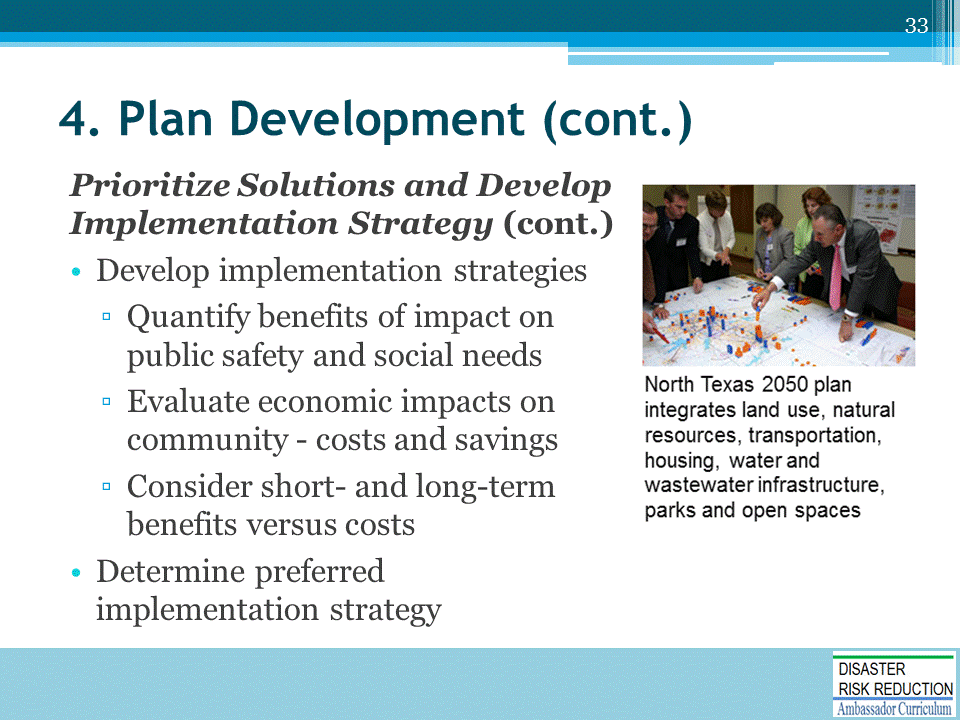 33
4. Plan Development (cont.)
Prioritize Solutions and Develop
Implementation Strategy (cont.)
• Develop implementation strategies
▫ Quantify benefits of impact on
public safety and social needs
▫ Evaluate economic impacts on
community - costs and savings
▫ Consider short- and long-term
benefits versus costs
• Determine preferred
implementation strategy
North Texas 2050 plan
integrates land use, natural
resources, transportation,
housing, water and
wastewater infrastructure,
parks and open spaces
DISASTER
RISK REDUCTION
Ambassador Curriculum